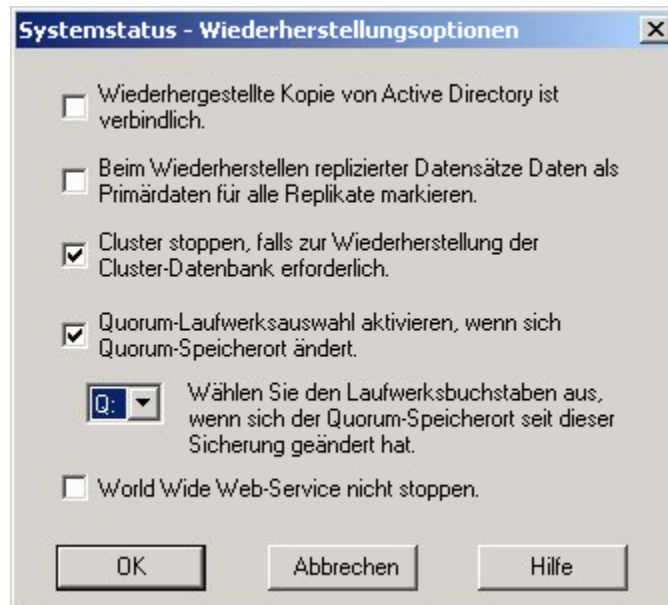 Systemstatus - Wiederherstellungsoptionen
Wiederhergestellte Kopie von Active Directory ist
verbindlich.
Beim Wiederherstellen replizierter Datensätze Daten als
Primärdaten für alle Replikate markieren.
Cluster stoppen, falls zur Wiederherstellung der
Cluster-Datenbank erforderlich.
Quorum-Laufwerksauswahl aktivieren, wenn sich
Quorum-Speicherort ändert.
Q:
Wählen Sie den Laufwerksbuchstaben aus,
wenn sich der Quorum-Speicherort seit dieser
Sicherung geändert hat.
World Wide Web-Service nicht stoppen.
OK
Abbrechen
Hilfe